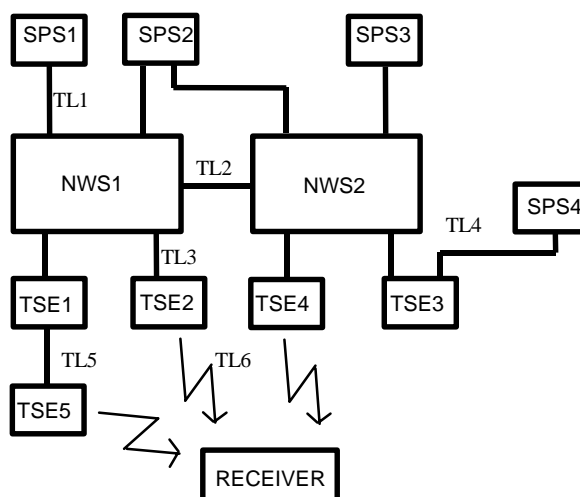 SPS1
SPS2
SPS3
TL1
NWS1
TL2
NWS2
SPS4
TL4
TL3
TSE1
TSE2
TSE4
TSE3
TL5
TL6
TSE5
RECEIVER